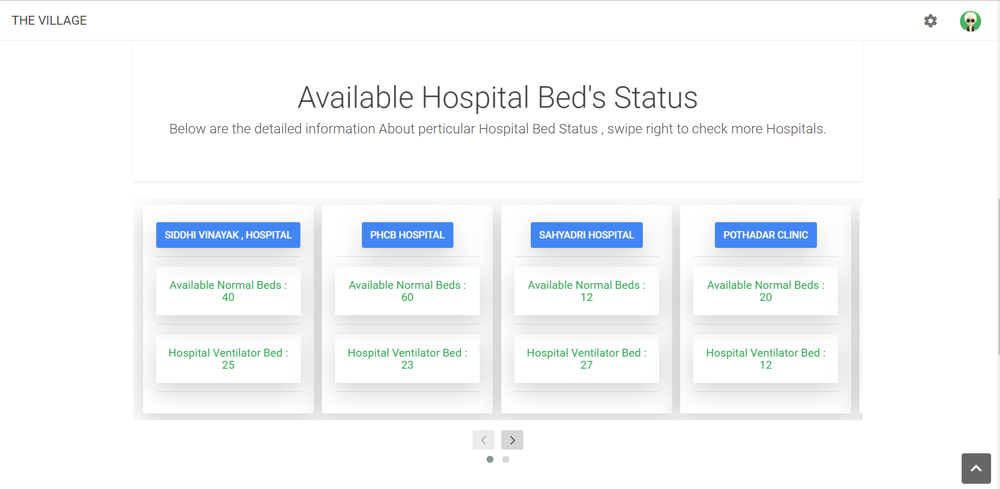 THE VILLAGE
Available Hospital Bed's Status
Below are the detailed information About perticular Hospital Bed Status , swipe right to check more Hospitals.
SIDDHI VINAYAK , HOSPITAL
Available Normal Beds :
40
Hospital Ventilator Bed :
25
PHCB HOSPITAL
Available Normal Beds :
60
Hospital Ventilator Bed :
23
SAHYADRI HOSPITAL
Available Normal Beds :
12
Hospital Ventilator Bed :
27
POTHADAR CLINIC
Available Normal Beds :
20
Hospital Ventilator Bed :
12